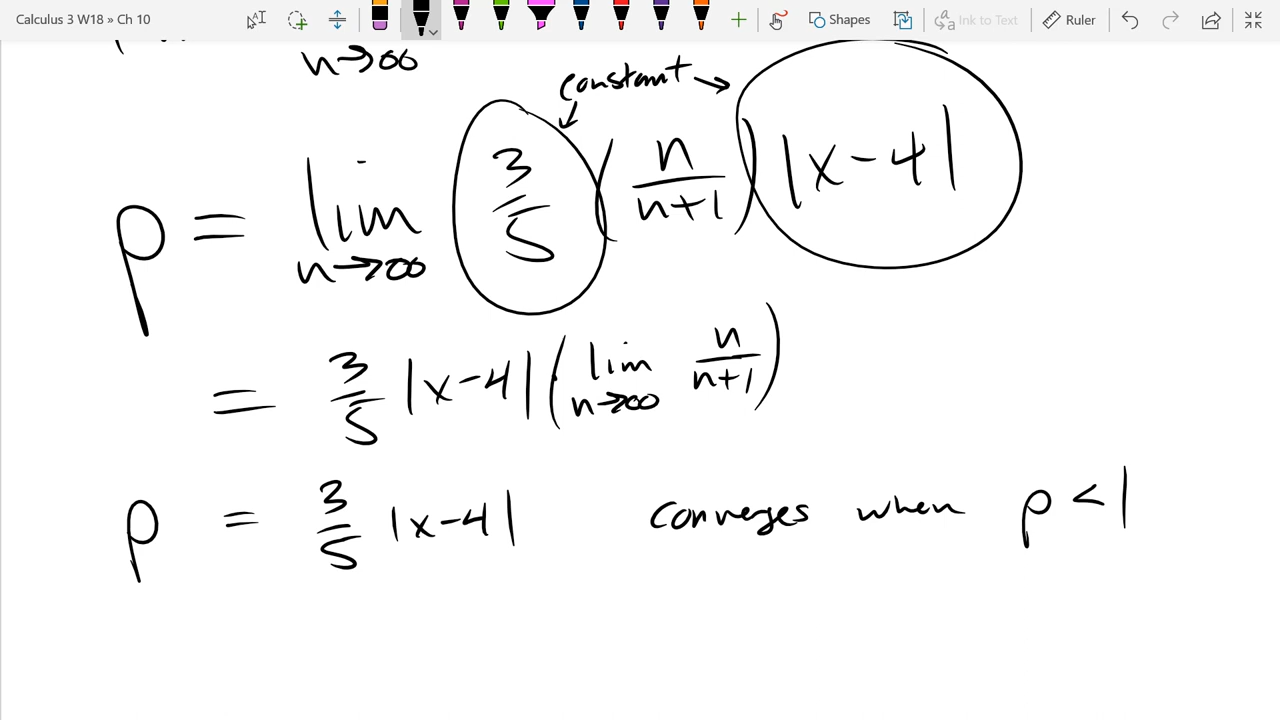 Calculus 3 W18 » Ch 10
Shapes
Link to Text
Ruler
n→∞
constant →
ρ = lim n→∞ 3/5 (n/(n+1)) |x-4|
= 3/5 |x-4| (lim n→∞ n/(n+1))
ρ = 3/5 |x-4| converges when ρ < 1